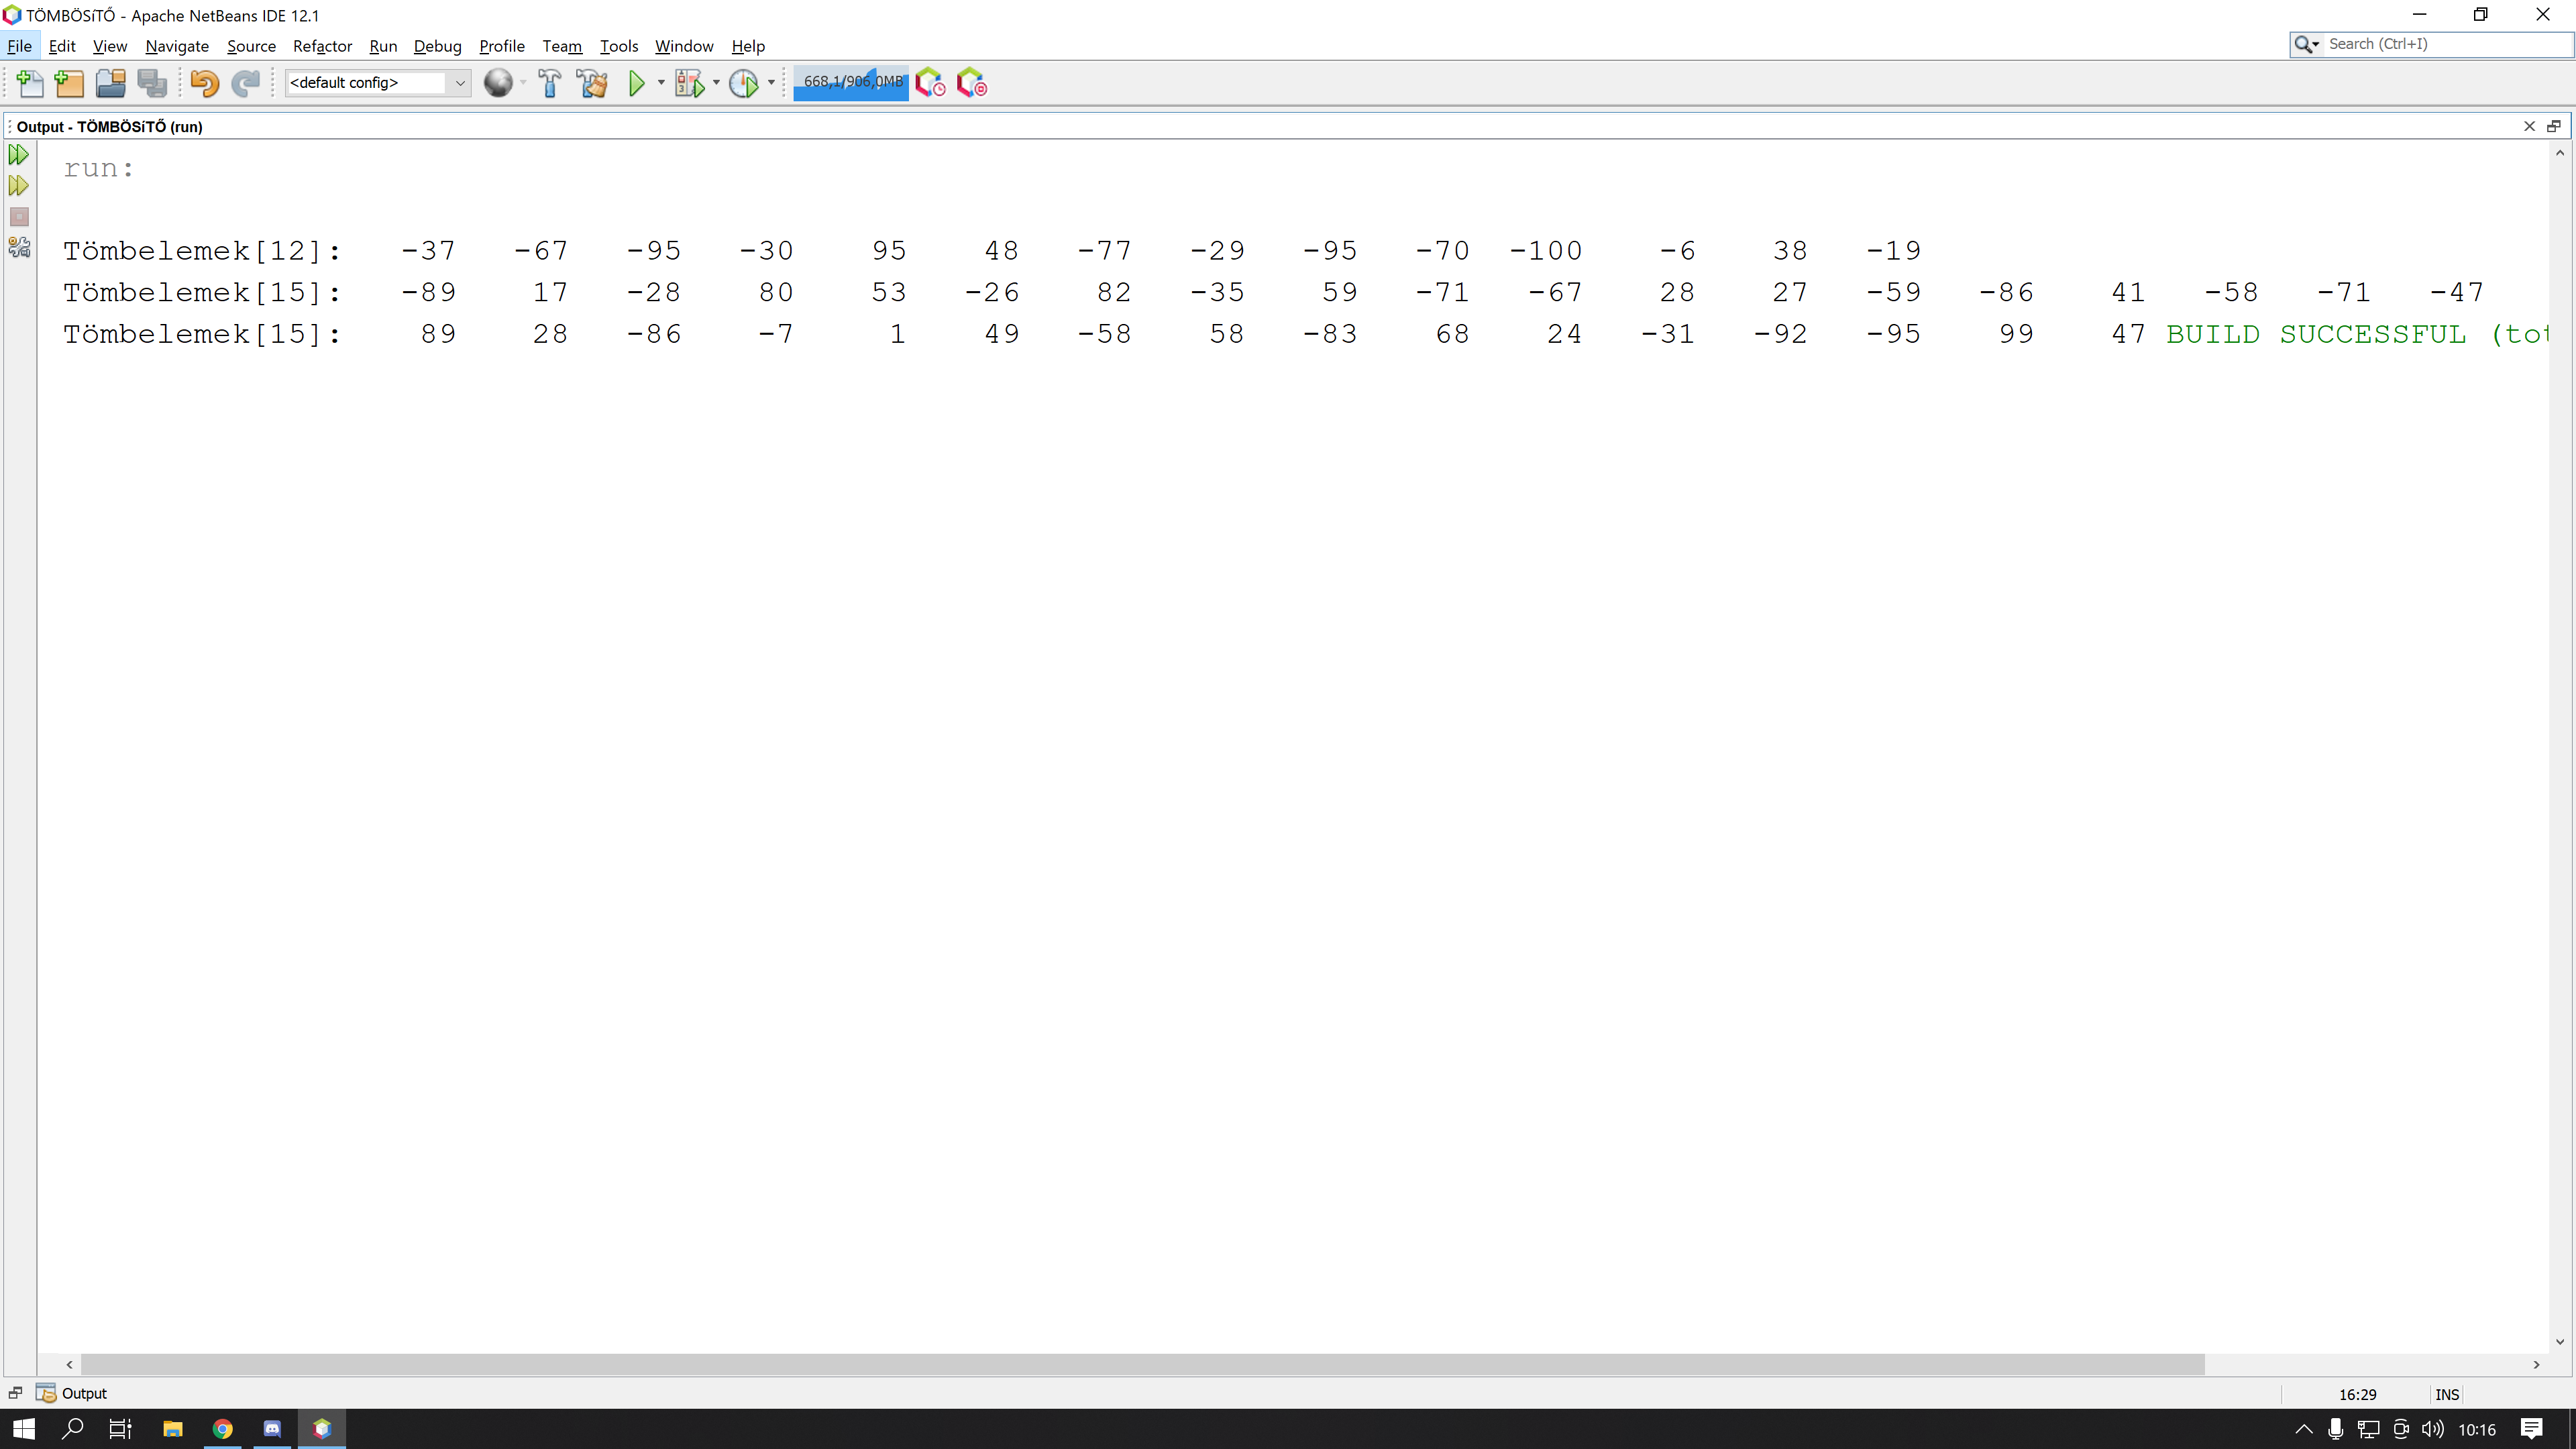 TÖMBÖSíTŐ - Apache NetBeans IDE 12.1
File Edit View Navigate Source Refactor Run Debug Profile Team Tools Window Help
Search (Ctrl+I)
<default config> 668,1/906,0MB
Output - TÖMBÖSíTŐ (run)
run:
Tömbelemek[12]: -37 -67 -95 -30 95 48 -77 -29 -95 -70 -100 -6 38 -19
Tömbelemek[15]: -89 17 -28 80 53 -26 82 -35 59 -71 -67 28 27 -59 -86 41 -58 -71 -47
Tömbelemek[15]: 89 28 -86 -7 1 49 -58 58 -83 68 24 -31 -92 -95 99 47 BUILD SUCCESSFUL (tot
Output
16:29 INS
10:16